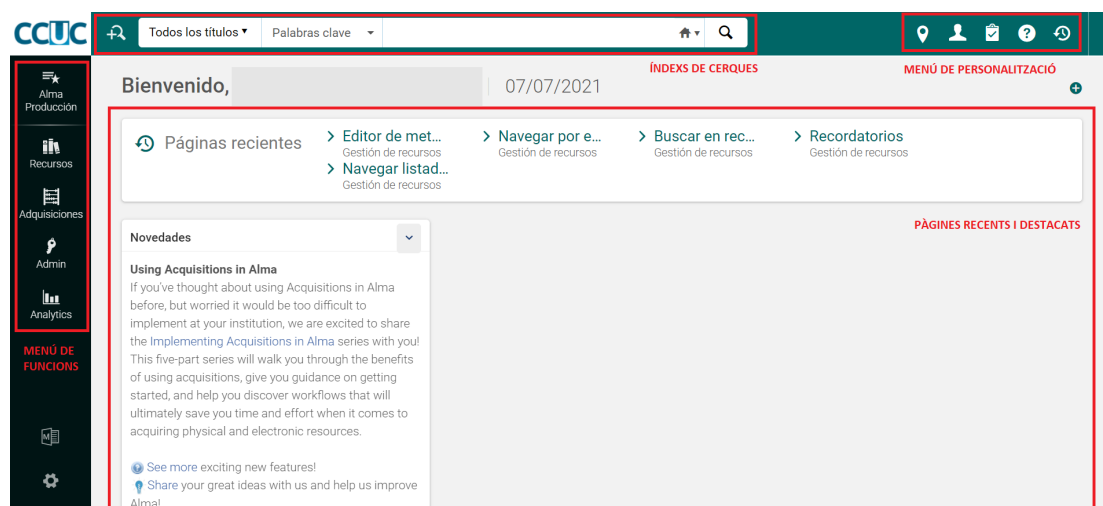 CCUC
Todos los títulos
Palabras clave
ÍNDEXS DE CERQUES
MENÚ DE PERSONALITZACIÓ
Alma
Producción
Recursos
Adquisiciones
Admin
Analytics
MENÚ DE
FUNCIONS
Bienvenido,
07/07/2021
Páginas recientes
Editor de met...
Gestión de recursos
Navegar listad...
Gestión de recursos
Navegar por e...
Gestión de recursos
Buscar en rec...
Gestión de recursos
Recordatorios
Gestión de recursos
PÀGINES RECENTS I DESTACATS
Novedades
Using Acquisitions in Alma
If you've thought about using Acquisitions in Alma
before, but worried it would be too difficult to
implement at your institution, we are excited to share
the Implementing Acquisitions in Alma series with you!
This five-part series will walk you through the benefits
of using acquisitions, give you guidance on getting
started, and help you discover workflows that will
ultimately save you time and effort when it comes to
acquiring physical and electronic resources.
See more exciting new features!
Share your great ideas with us and help us improve
Alma!